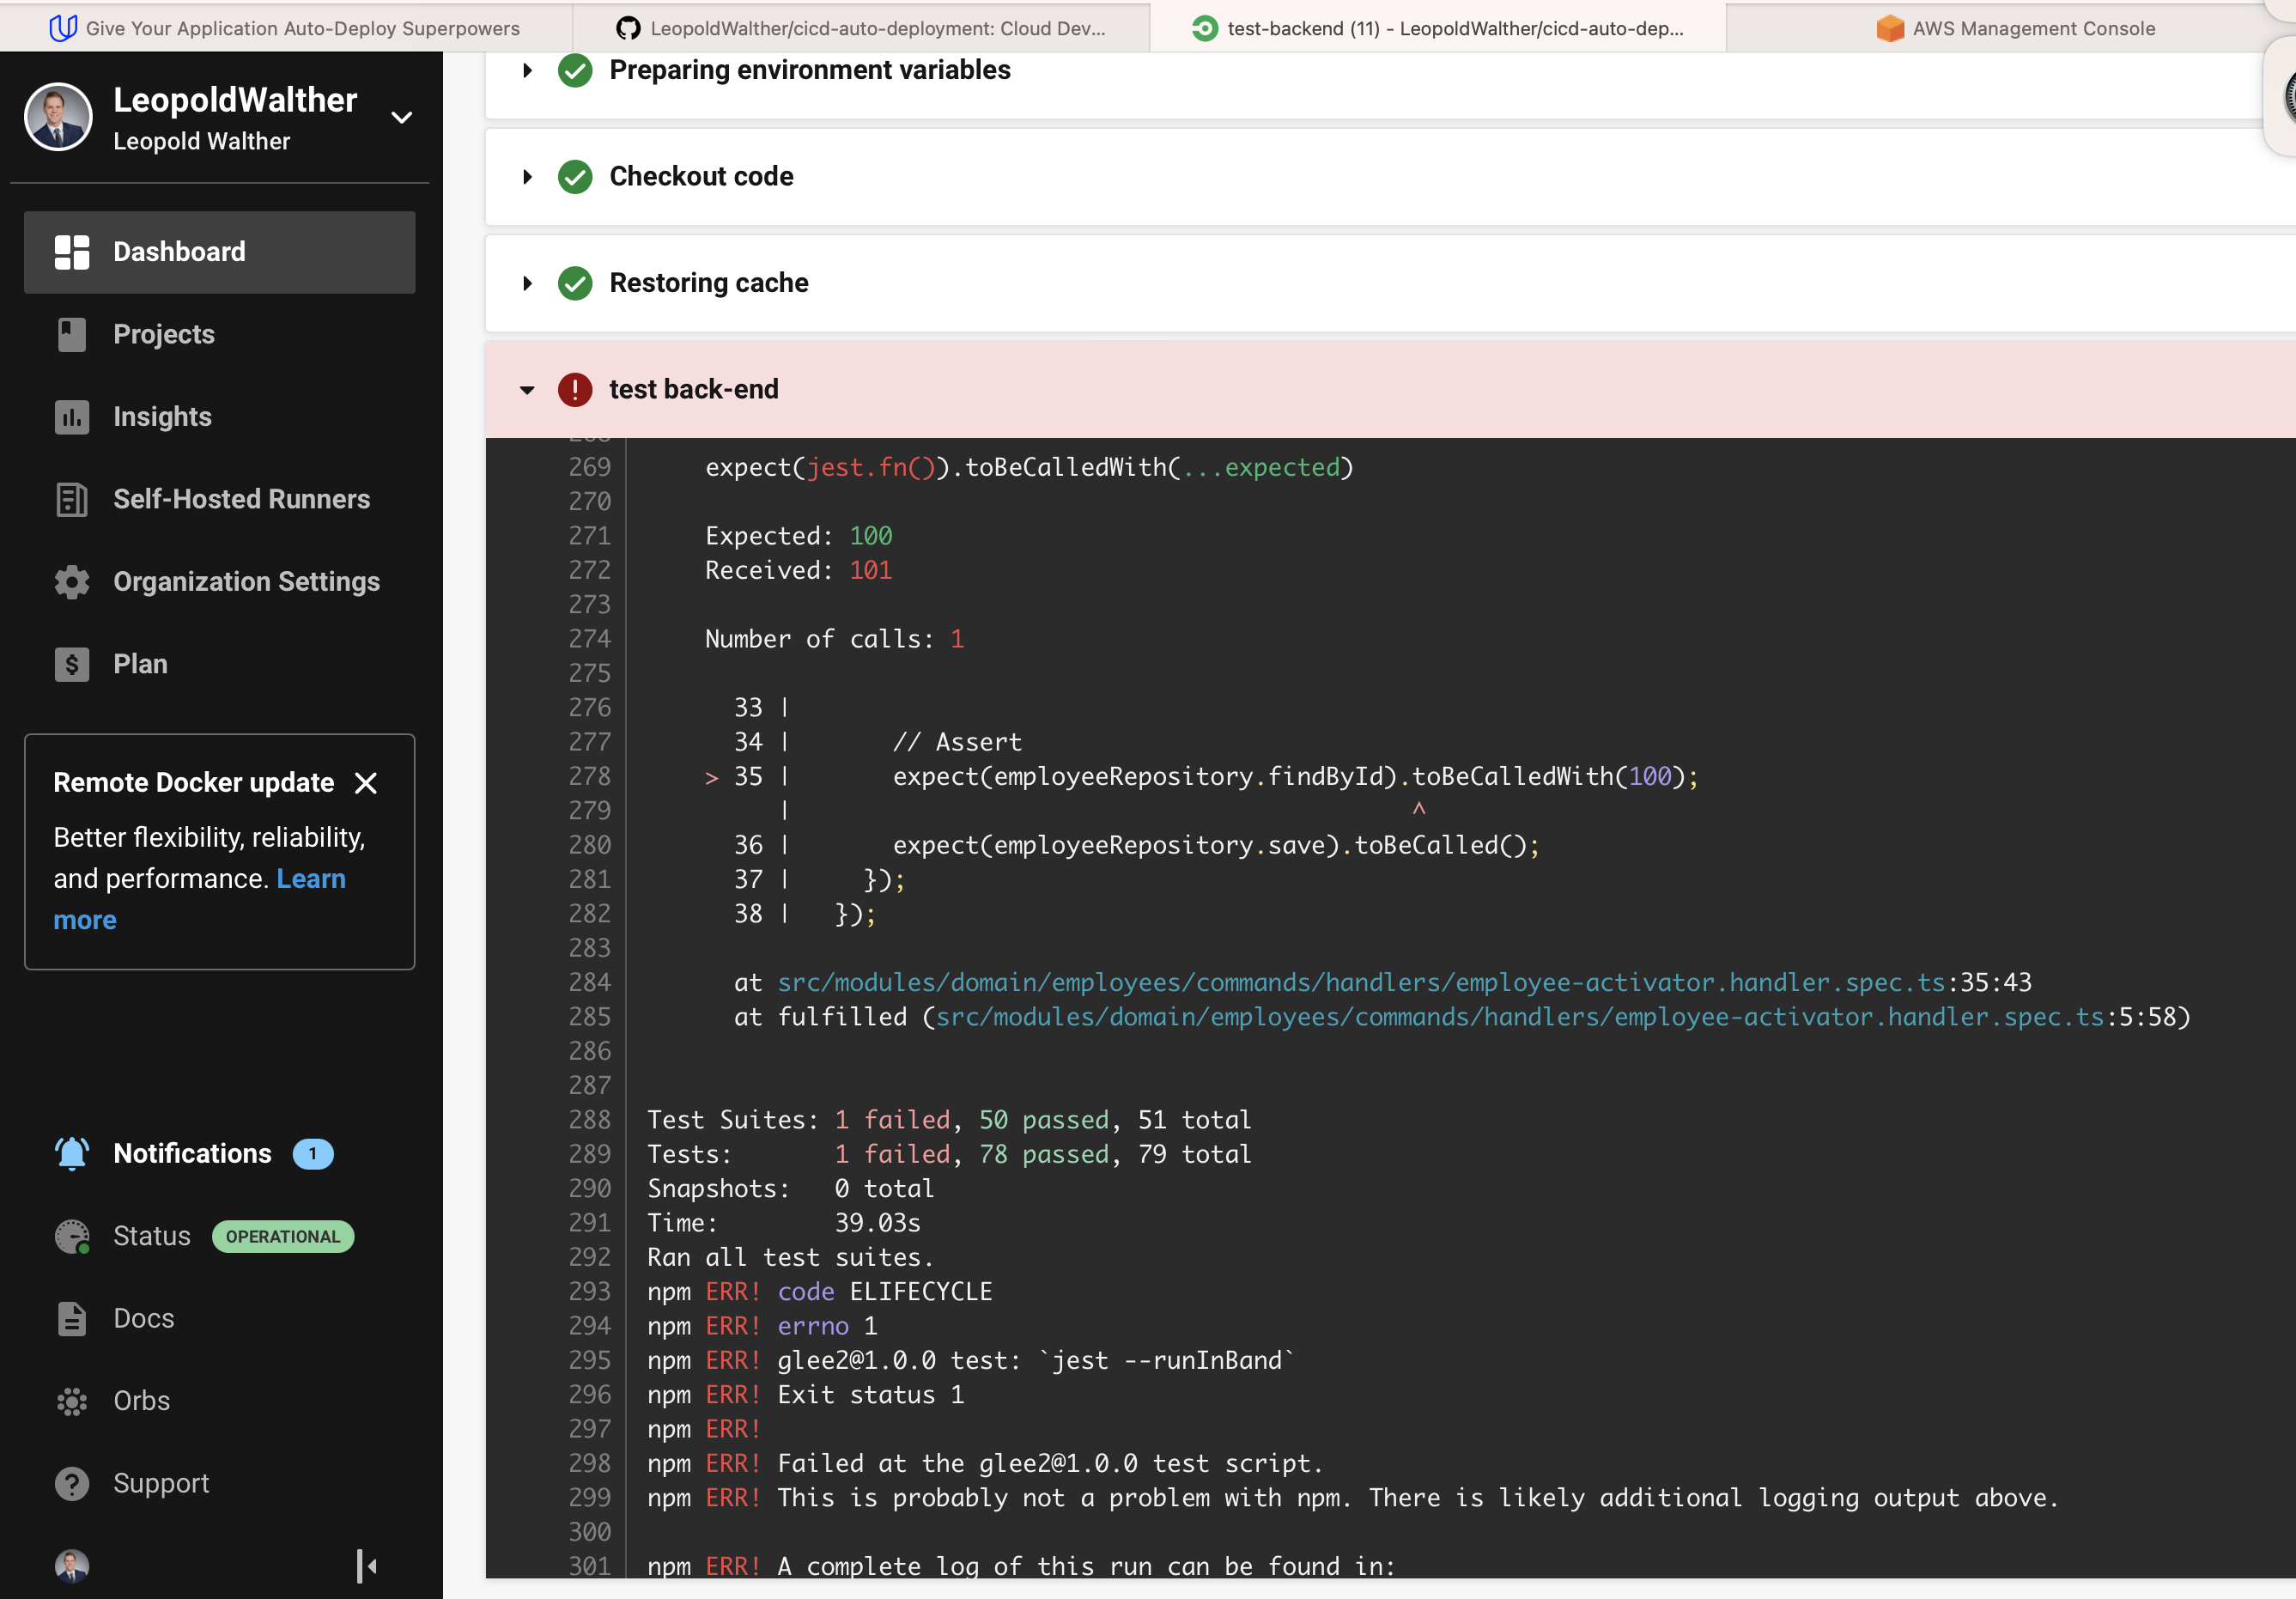 Give Your Application Auto-Deploy Superpowers
LeopoldWalther/cicd-auto-deployment: Cloud Dev...
test-backend (11) - LeopoldWalther/cicd-auto-dep...
AWS Management Console
LeopoldWalther
Leopold Walther
Dashboard
Projects
Insights
Self-Hosted Runners
Organization Settings
Plan
Remote Docker update
Better flexibility, reliability,
and performance. Learn
more
Notifications 1
Status OPERATIONAL
Docs
Orbs
Support
Preparing environment variables
Checkout code
Restoring cache
test back-end
268
269 expect(jest.fn()).toBeCalledWith(...expected)
270
271 Expected: 100
272 Received: 101
273
274 Number of calls: 1
275
276 33 |
277 34 | // Assert
278 > 35 | expect(employeeRepository.findById).toBeCalledWith(100);
279 | ^
280 36 | expect(employeeRepository.save).toBeCalled();
281 37 | });
282 38 | });
283
284 at src/modules/domain/employees/commands/handlers/employee-activator.handler.spec.ts:35:43
285 at fulfilled (src/modules/domain/employees/commands/handlers/employee-activator.handler.spec.ts:5:58)
286
287
288 Test Suites: 1 failed, 50 passed, 51 total
289 Tests: 1 failed, 78 passed, 79 total
290 Snapshots: 0 total
291 Time: 39.03s
292 Ran all test suites.
293 npm ERR! code ELIFECYCLE
294 npm ERR! errno 1
295 npm ERR! glee2@1.0.0 test: `jest --runInBand`
296 npm ERR! Exit status 1
297 npm ERR!
298 npm ERR! Failed at the glee2@1.0.0 test script.
299 npm ERR! This is probably not a problem with npm. There is likely additional logging output above.
300
301 npm ERR! A complete log of this run can be found in: